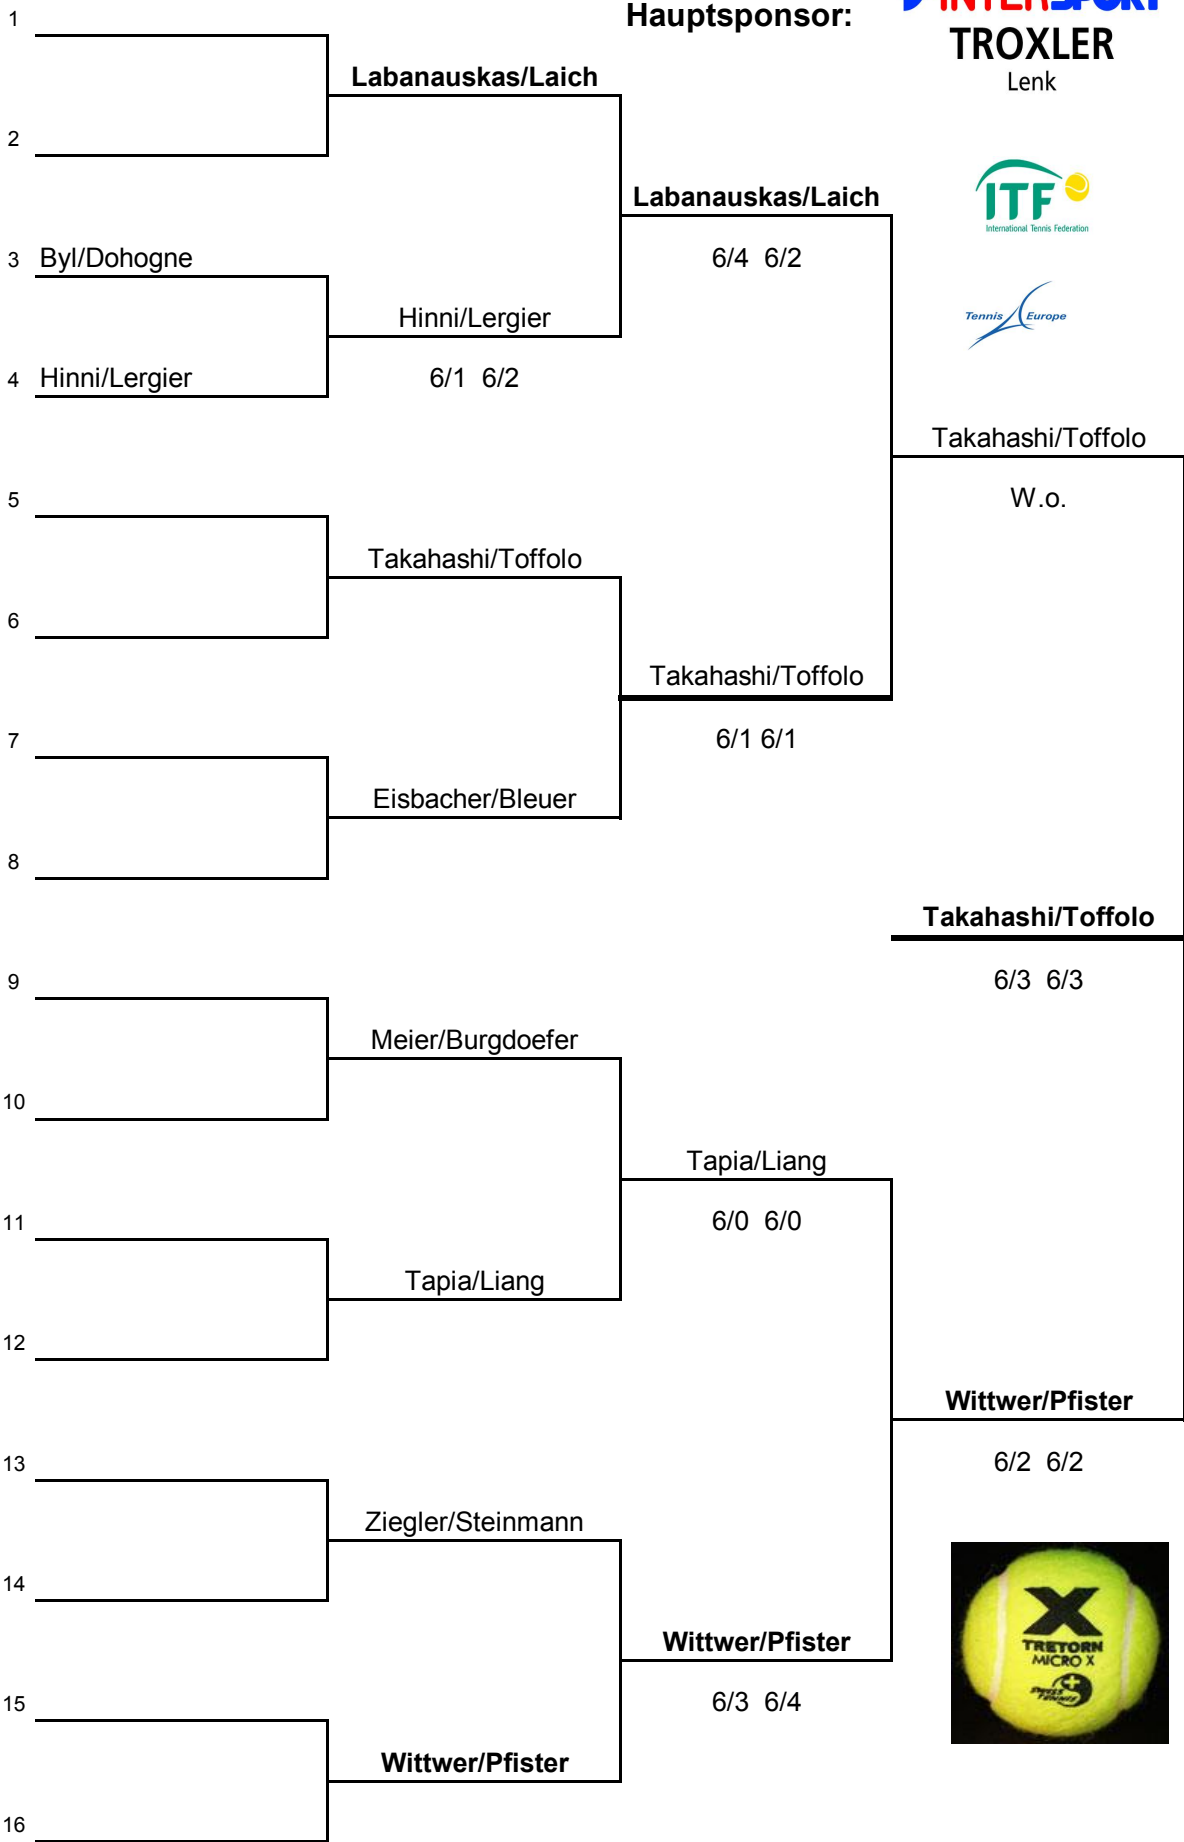 1
Hauptsponsor:
INTERSPORT
TROXLER
Lenk
Labanauskas/Laich
2
ITF
International Tennis Federation
Labanauskas/Laich
3 Byl/Dohogne
6/4 6/2
Hinni/Lergier
Tennis Europe
4 Hinni/Lergier
6/1 6/2
Takahashi/Toffolo
5
W.o.
Takahashi/Toffolo
6
Takahashi/Toffolo
7
6/1 6/1
Eisbacher/Bleuer
8
Takahashi/Toffolo
9
6/3 6/3
Meier/Burgdoefer
10
Tapia/Liang
11
6/0 6/0
Tapia/Liang
12
Wittwer/Pfister
13
6/2 6/2
Ziegler/Steinmann
14
X
TRETORN
MICRO X
SWISS
TENNIS
Wittwer/Pfister
15
6/3 6/4
Wittwer/Pfister
16